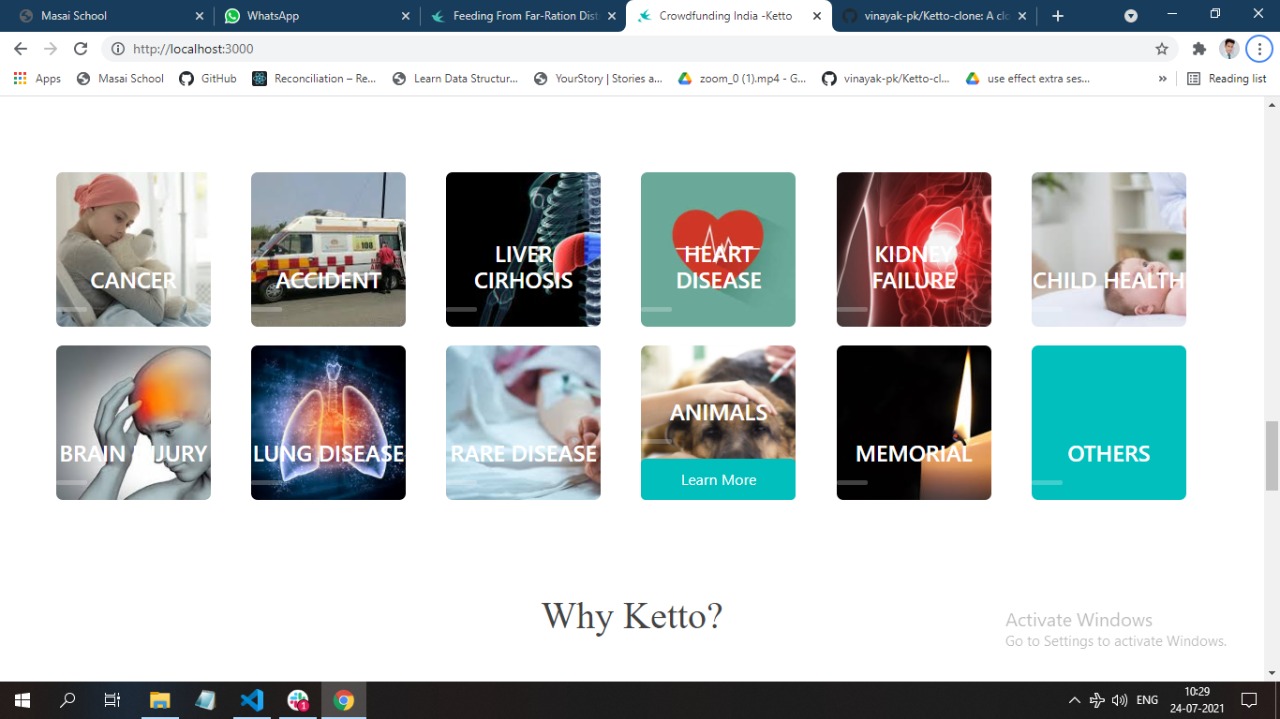 Masai School
WhatsApp
Feeding From Far-Ration Dist
Crowdfunding India -Ketto
vinayak-pk/Ketto-clone: A clo
http://localhost:3000
Apps
Masai School
GitHub
Reconciliation – Re...
Learn Data Structur...
YourStory | Stories a...
zoom_0 (1).mp4 - G...
vinayak-pk/Ketto-cl...
use effect extra ses...
»
Reading list
CANCER
ACCIDENT
100
LIVER
CIRHOSIS
HEART
DISEASE
KIDNEY
FAILURE
CHILD HEALTH
BRAIN INJURY
LUNG DISEASE
RARE DISEASE
ANIMALS
Learn More
MEMORIAL
OTHERS
Why Ketto?
Activate Windows
Go to Settings to activate Windows.
1
ENG
10:29
24-07-2021